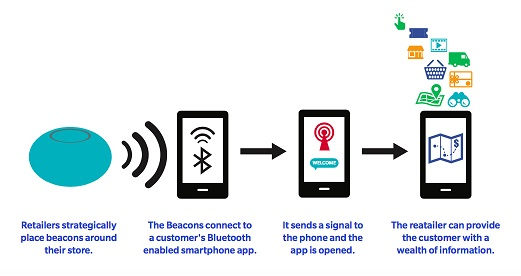 WELCOME
$
Retailers strategically
place beacons around
their store.
The Beacons connect to
a customer's Bluetooth
enabled smartphone app.
It sends a signal to
the phone and the
app is opened.
The reatailer can provide
the customer with a
wealth of information.